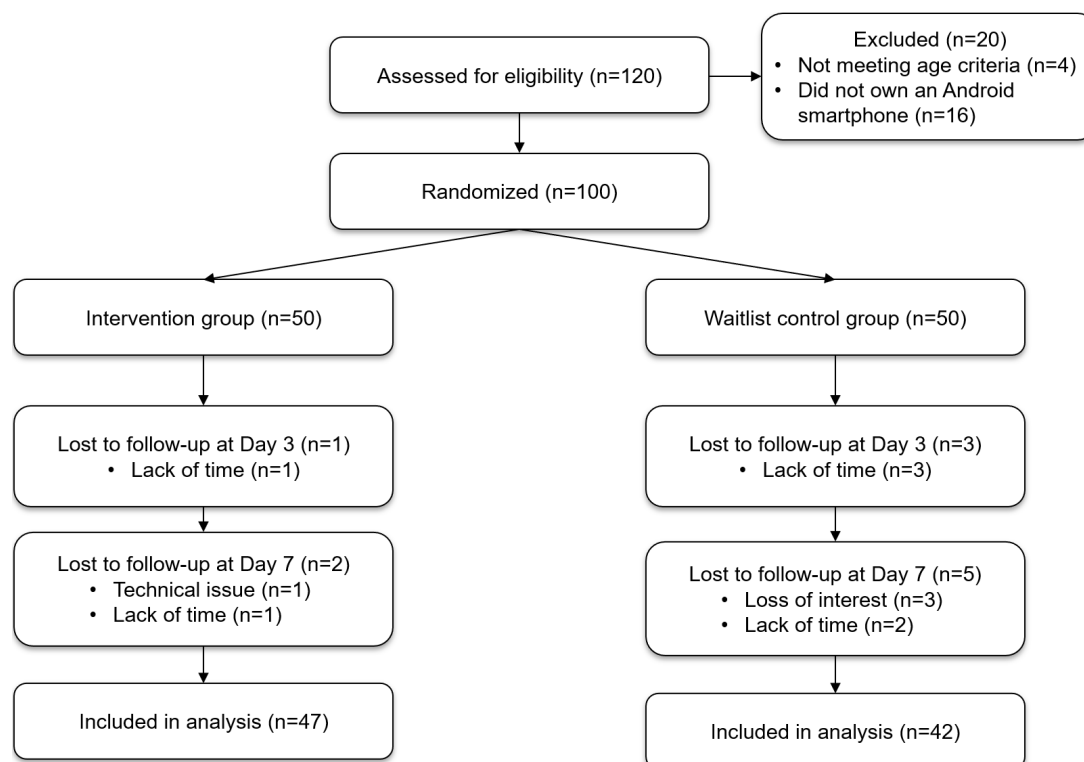 Assessed for eligibility (n=120)
Excluded (n=20)
• Not meeting age criteria (n=4)
• Did not own an Android
smartphone (n=16)
Randomized (n=100)
Intervention group (n=50)
Waitlist control group (n=50)
Lost to follow-up at Day 3 (n=1)
• Lack of time (n=1)
Lost to follow-up at Day 3 (n=3)
• Lack of time (n=3)
Lost to follow-up at Day 7 (n=2)
• Technical issue (n=1)
• Lack of time (n=1)
Lost to follow-up at Day 7 (n=5)
• Loss of interest (n=3)
• Lack of time (n=2)
Included in analysis (n=47)
Included in analysis (n=42)